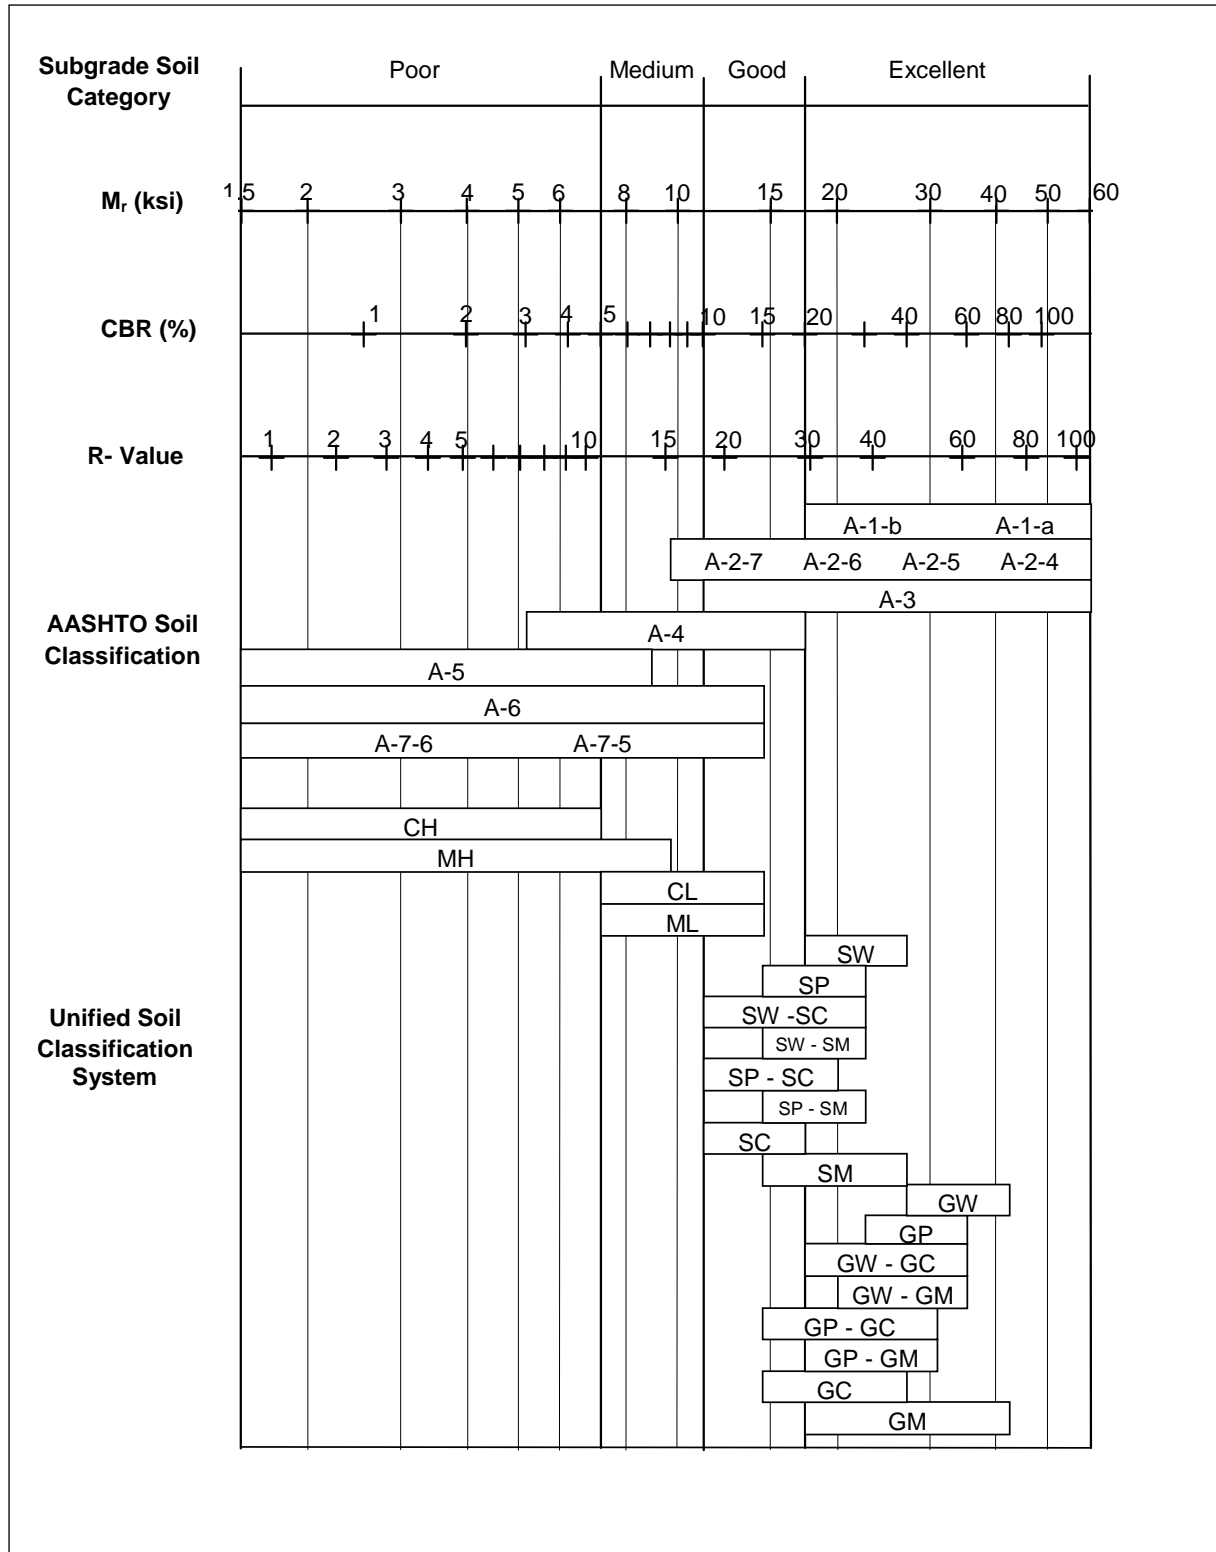 Subgrade Soil
Category
Poor Medium Good Excellent
Mr (ksi)
1.5 2 3 4 5 6 8 10 15 20 30 40 50 60
CBR (%)
1 2 3 4 5 10 15 20 40 60 80 100
R- Value
1 2 3 4 5 10 15 20 30 40 60 80 100
AASHTO Soil
Classification
A-1-b A-1-a
A-2-7 A-2-6 A-2-5 A-2-4
A-3
A-4
A-5
A-6
A-7-6 A-7-5
Unified Soil
Classification
System
CH
MH
CL
ML
SW
SP
SW -SC
SW - SM
SP - SC
SP - SM
SC
SM
GW
GP
GW - GC
GW - GM
GP - GC
GP - GM
GC
GM